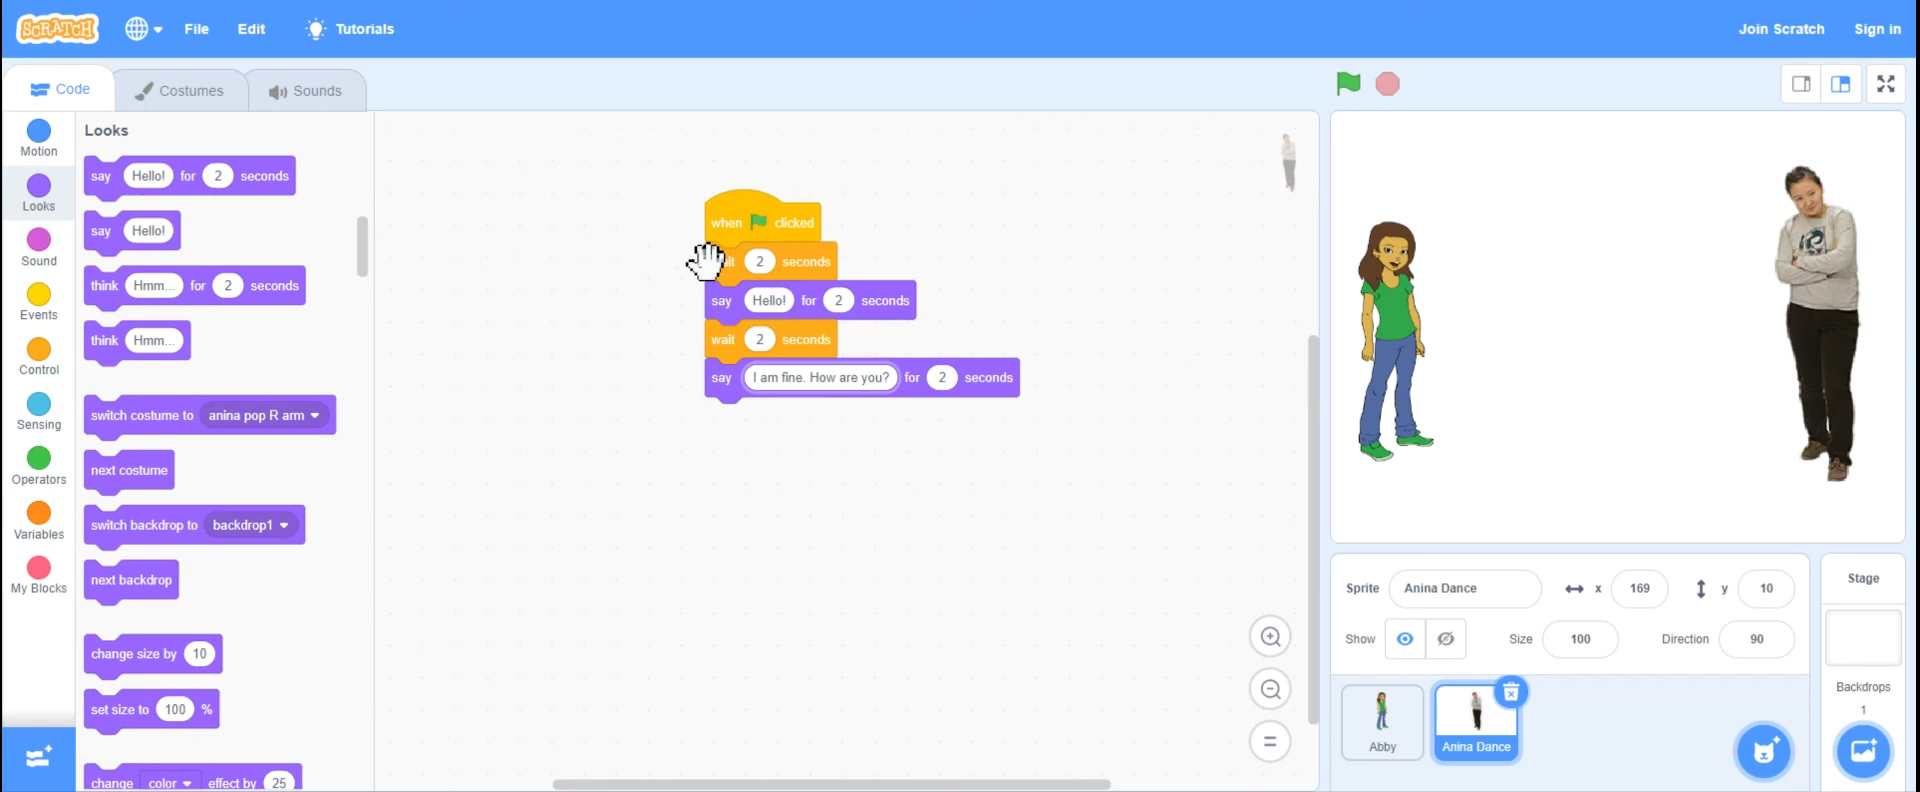 SCRATCH File Edit Tutorials Join Scratch Sign in
Code Costumes Sounds
Motion
Looks
Sound
Events
Control
Sensing
Operators
Variables
My Blocks
Looks
say Hello! for 2 seconds
say Hello!
think Hmm... for 2 seconds
think Hmm...
switch costume to anina pop R arm
next costume
switch backdrop to backdrop1
next backdrop
change size by 10
set size to 100 %
change color effect by 25
when clicked
2 seconds
say Hello! for 2 seconds
wait 2 seconds
say I am fine. How are you? for 2 seconds
Sprite Anina Dance x 169 y 10
Show Size 100 Direction 90
Abby
Anina Dance
Stage
Backdrops
1